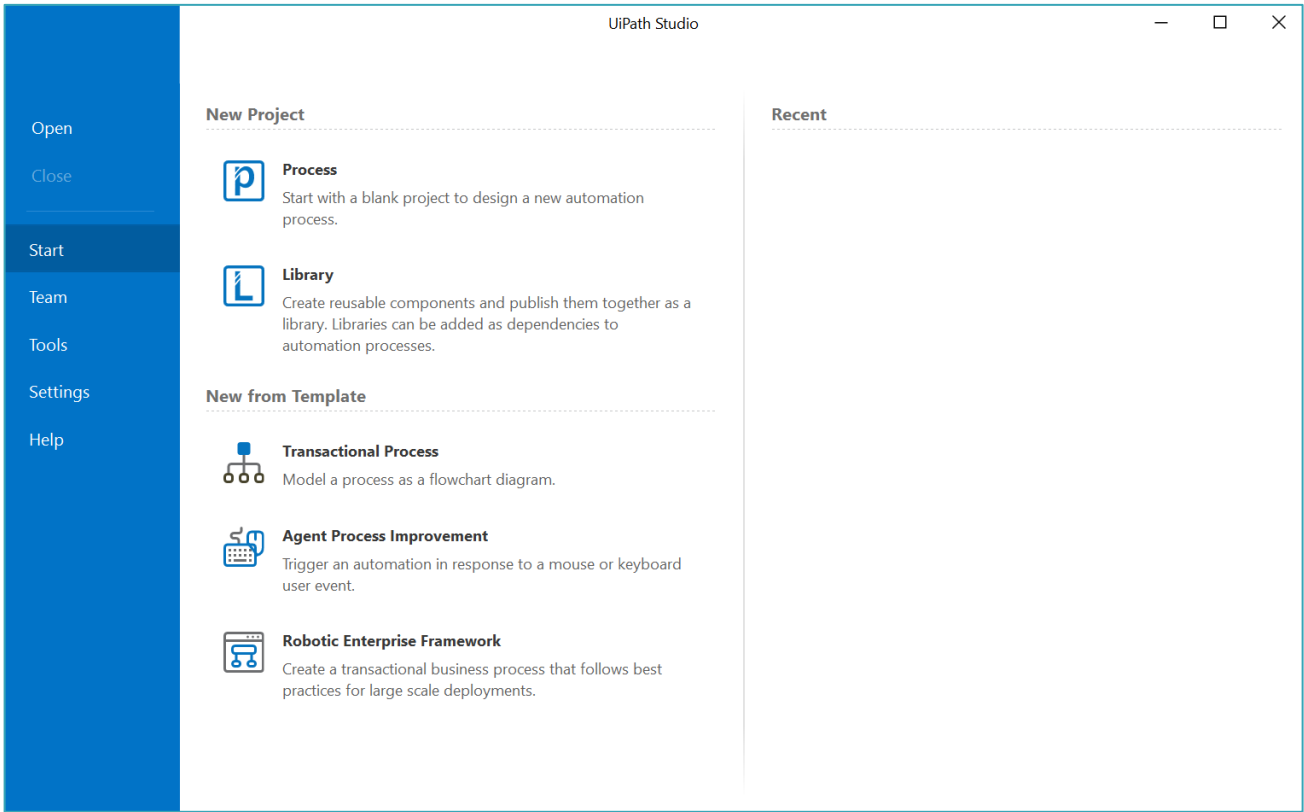 UiPath Studio
Open
Close
Start
Team
Tools
Settings
Help
New Project
Process
Start with a blank project to design a new automation
process.
Library
Create reusable components and publish them together as a
library. Libraries can be added as dependencies to
automation processes.
New from Template
Transactional Process
Model a process as a flowchart diagram.
Agent Process Improvement
Trigger an automation in response to a mouse or keyboard
user event.
Robotic Enterprise Framework
Create a transactional business process that follows best
practices for large scale deployments.
Recent